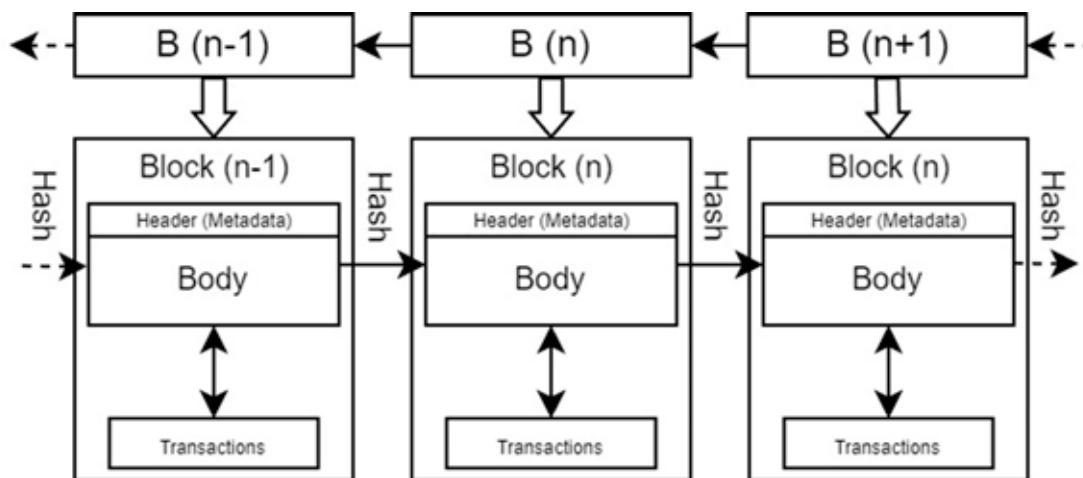 B (n-1)
B (n)
B (n+1)
Block (n-1)
Block (n)
Block (n)
Hash
Hash
Hash
Hash
Header (Metadata)
Header (Metadata)
Header (Metadata)
Body
Body
Body
Transactions
Transactions
Transactions